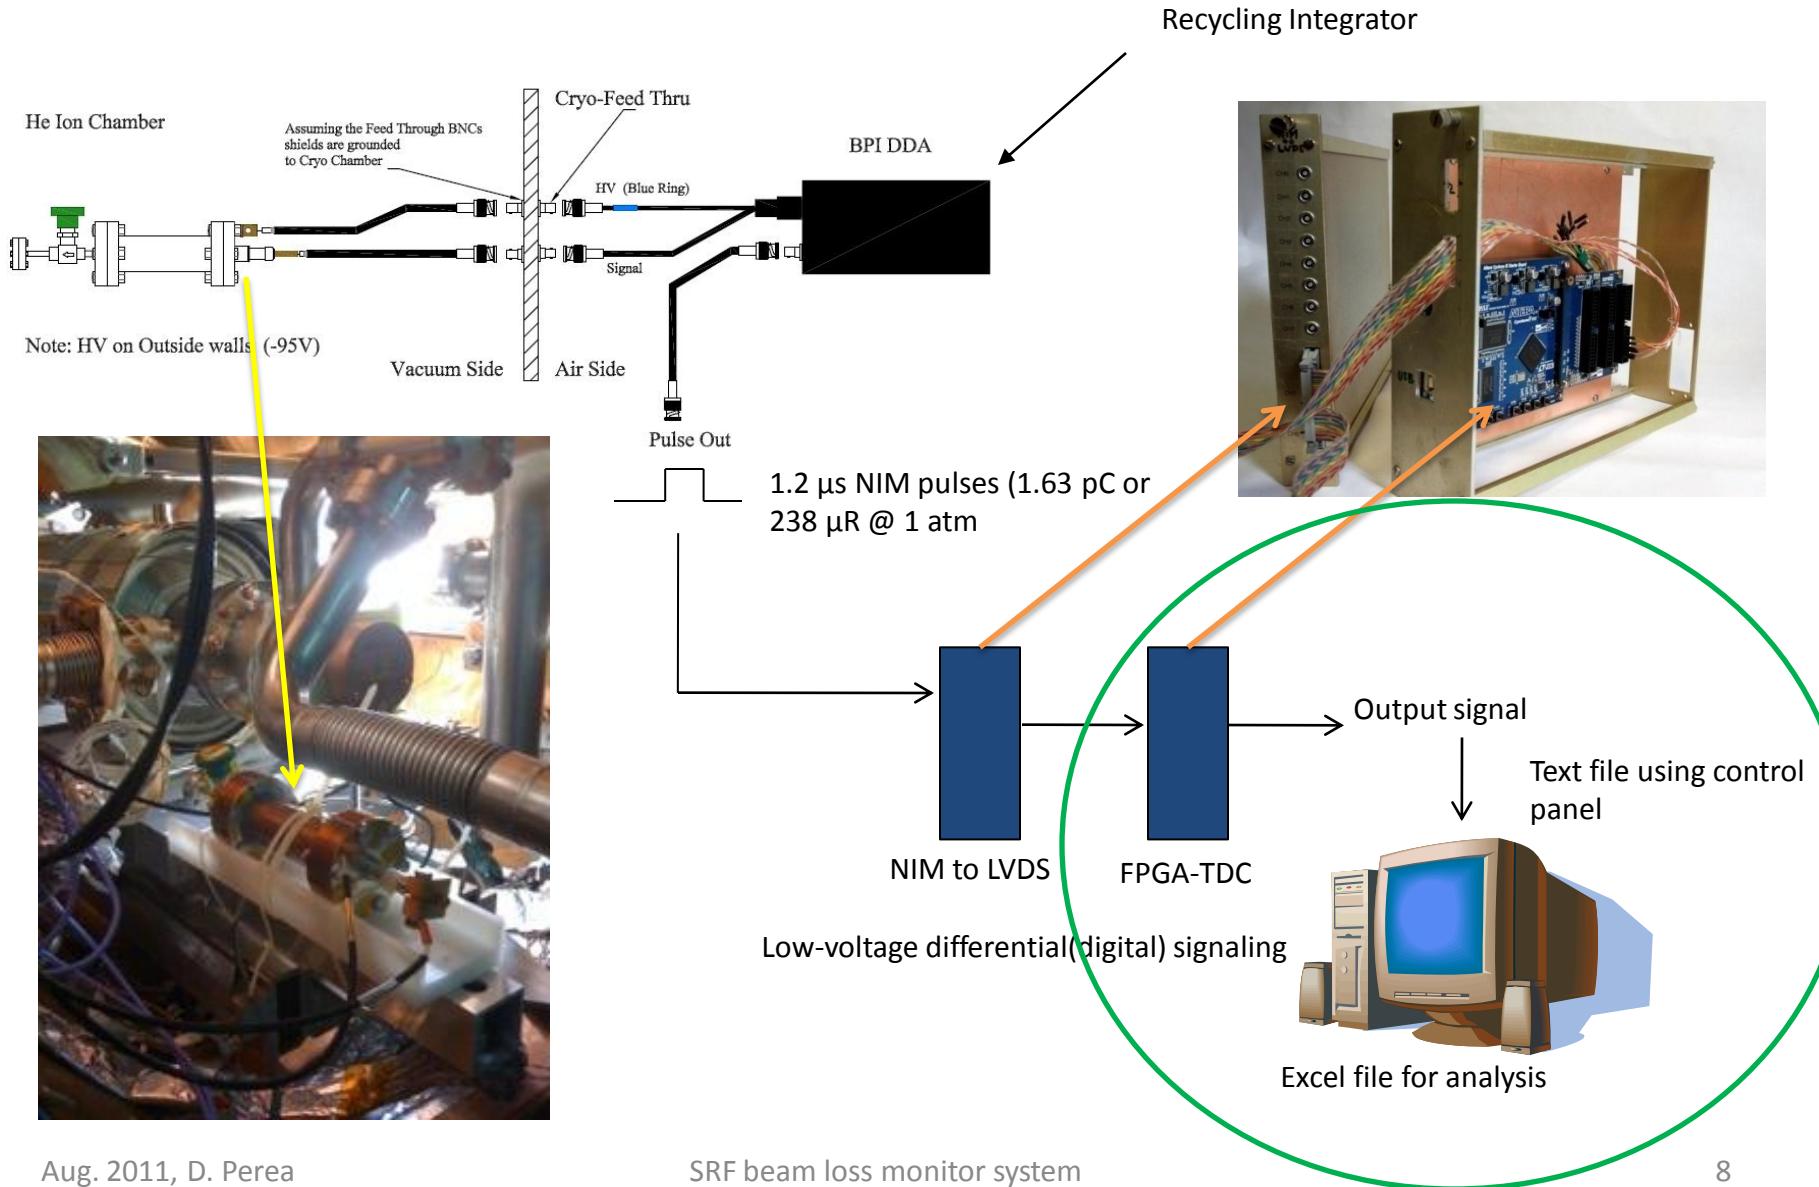 Recycling Integrator
He Ion Chamber
Assuming the Feed Through BNCs
shields are grounded
to Cryo Chamber
Cryo-Feed Thru
BPI DDA
HV (Blue Ring)
Signal
Note: HV on Outside walls (-95V)
Vacuum Side
Air Side
Pulse Out
1.2 µs NIM pulses (1.63 pC or
238 µR @ 1 atm
Output signal
Text file using control
panel
NIM to LVDS
FPGA-TDC
Low-voltage differential(digital) signaling
Excel file for analysis
Aug. 2011, D. Perea
SRF beam loss monitor system
8